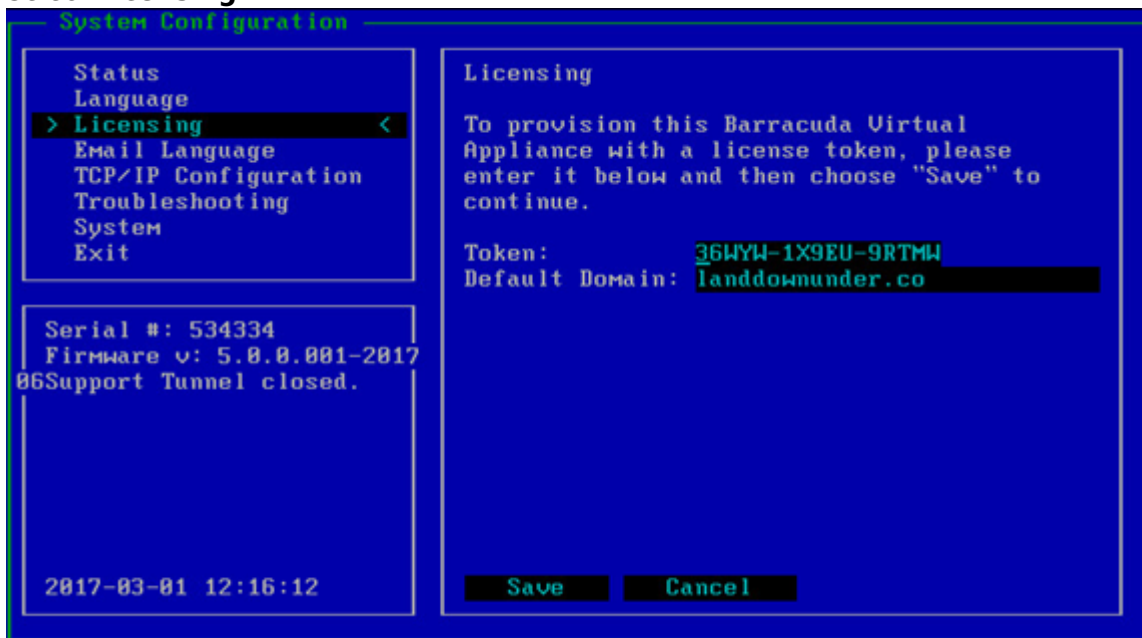 System Configuration
Status
Language
> Licensing <
Email Language
TCP/IP Configuration
Troubleshooting
System
Exit
Serial #: 534334
Firmware v: 5.0.0.001-2017
06Support Tunnel closed.
2017-03-01 12:16:12
Licensing
To provision this Barracuda Virtual
Appliance with a license token, please
enter it below and then choose "Save" to
continue.
Token: 36WYW-1X9EU-9RTMW
Default Domain: landdownunder.co
Save Cancel